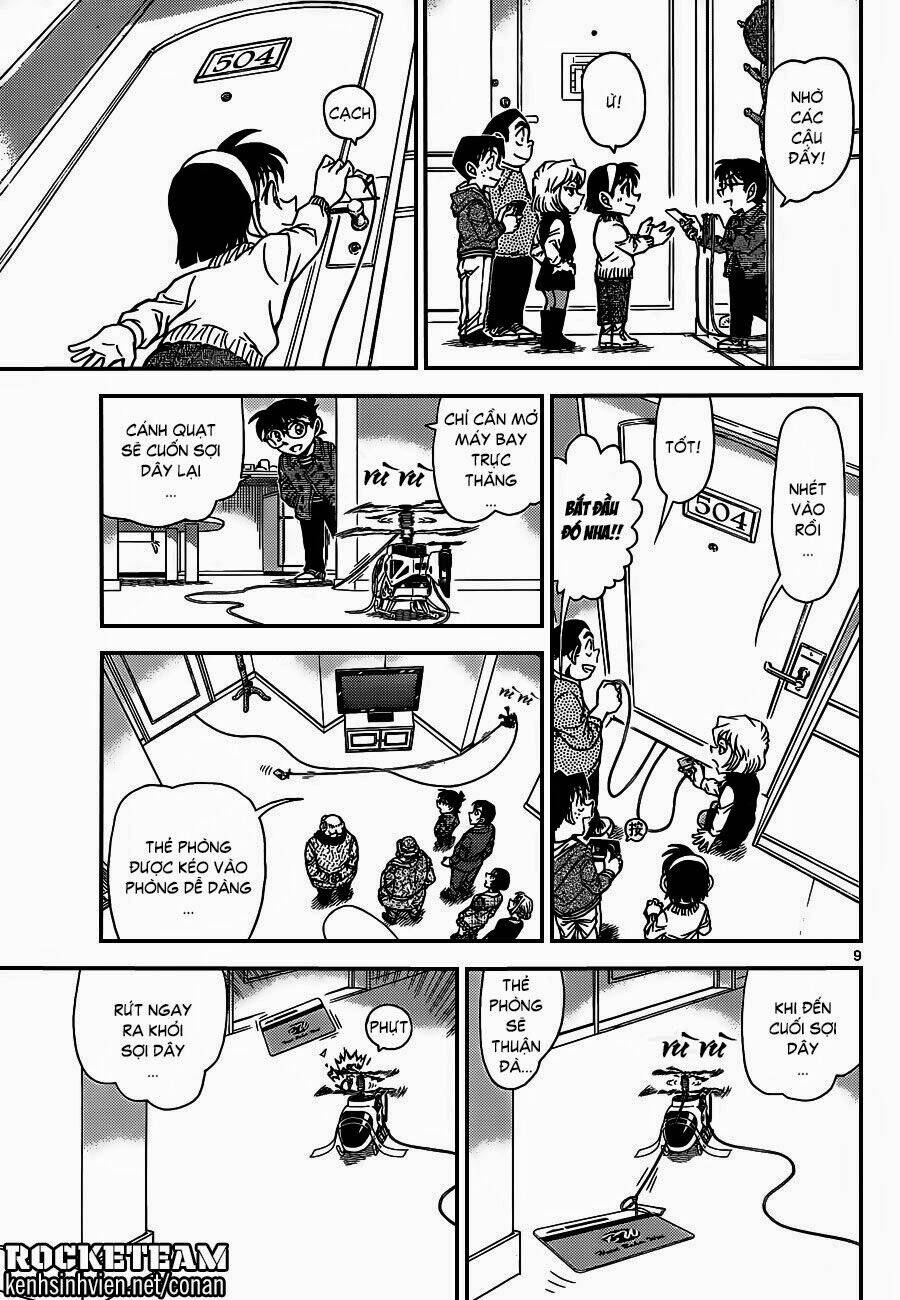 NHỜ
CÁC
CẬU
ĐẤY!
Ừ!
504
CẠCH
NHÉT
VÀO
RỒI
...
TỐT!
504
BẮT ĐẦU
ĐÓ NHA!!
按
CHỈ CẦN MỞ
MÁY BAY
TRỰC
THĂNG
...
RÌ RÌ
CÁNH QUẠT
SẼ CUỐN SỢI
DÂY LẠI
...
RÌ RÌ
THẺ PHÒNG
ĐƯỢC KÉO VÀO
PHÒNG DỄ DÀNG
...
9
KHI ĐẾN
CUỐI SỢI
DÂY
...
RÌ RÌ
THẺ
PHÒNG
SẼ
THUẬN
ĐÀ...
PHỰT
RỨT NGAY
RA KHỎI
SỢI DÂY
...
ROCKETEAM
kenhsinhvien.net/conan